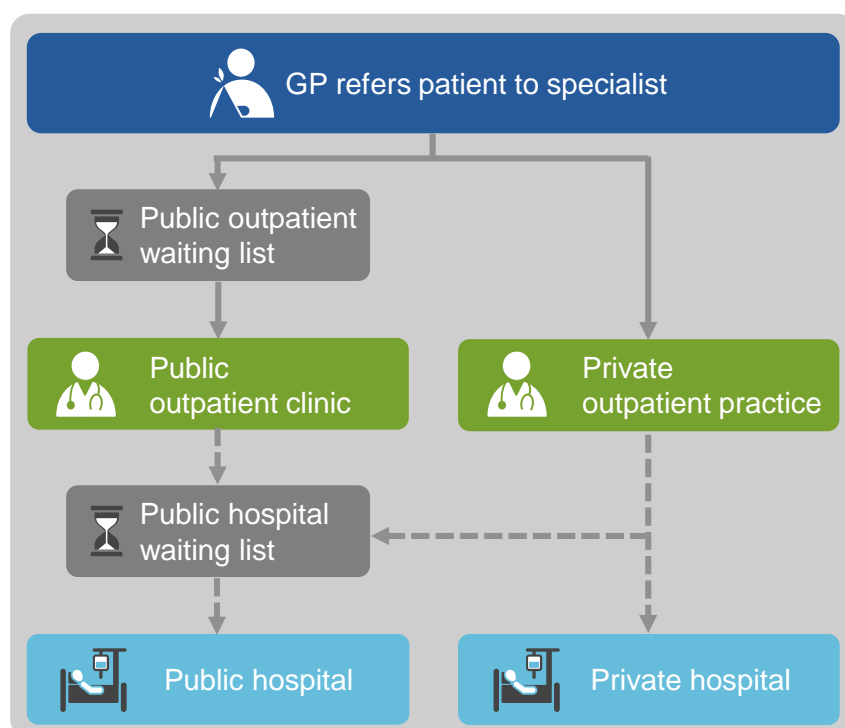 GP refers patient to specialist
Public outpatient
waiting list
Public
outpatient clinic
Private
outpatient practice
Public hospital
waiting list
Public hospital
Private hospital